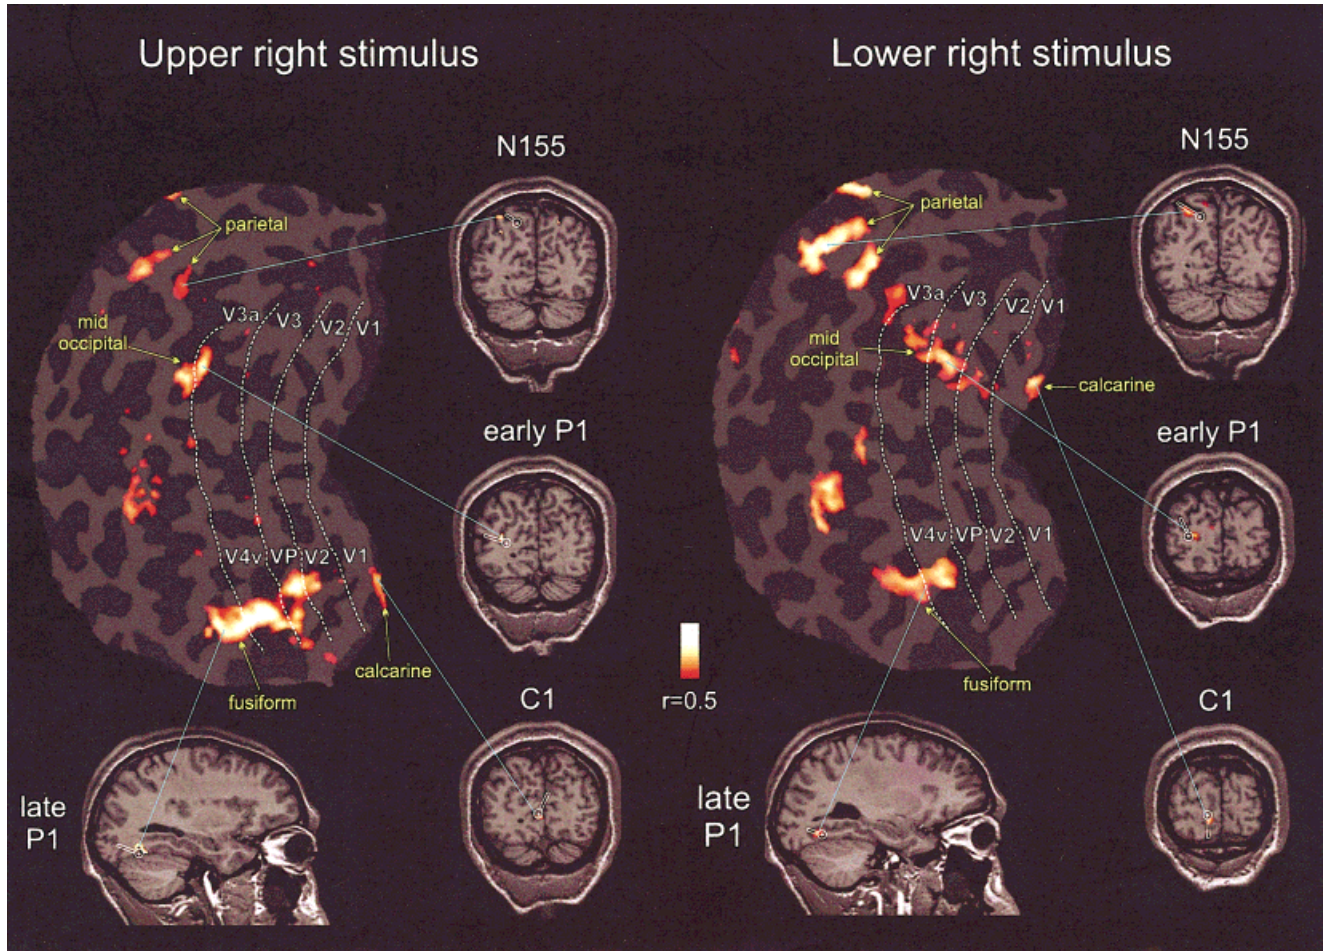 Upper right stimulus
N155
parietal
V3a
V3
V2
V1
mid
occipital
early P1
V4v
VP
V2
V1
calcarine
fusiform
C1
late
P1
r=0.5
Lower right stimulus
N155
parietal
V3a
V3
V2
V1
mid
occipital
calcarine
early P1
V4v
VP
V2
V1
fusiform
C1
late
P1